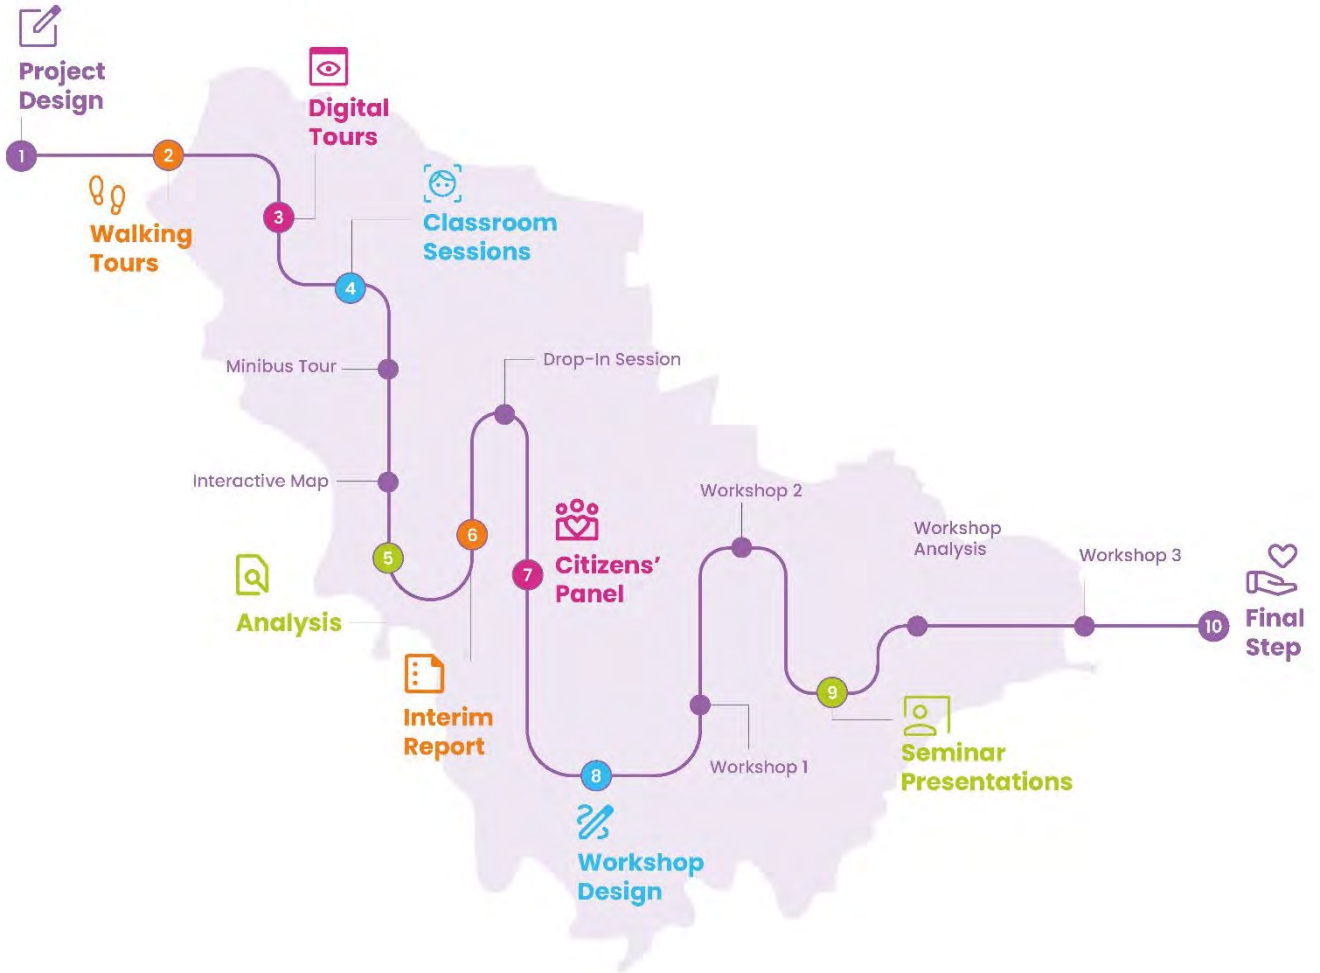 Project
Design
1
2
Walking
Tours
Digital
Tours
3
Classroom
Sessions
4
Minibus Tour
Interactive Map
5
Analysis
6
Interim
Report
Drop-In Session
7
Citizens’
Panel
8
Workshop
Design
Workshop 1
Workshop 2
9
Seminar
Presentations
Workshop
Analysis
Workshop 3
10
Final
Step